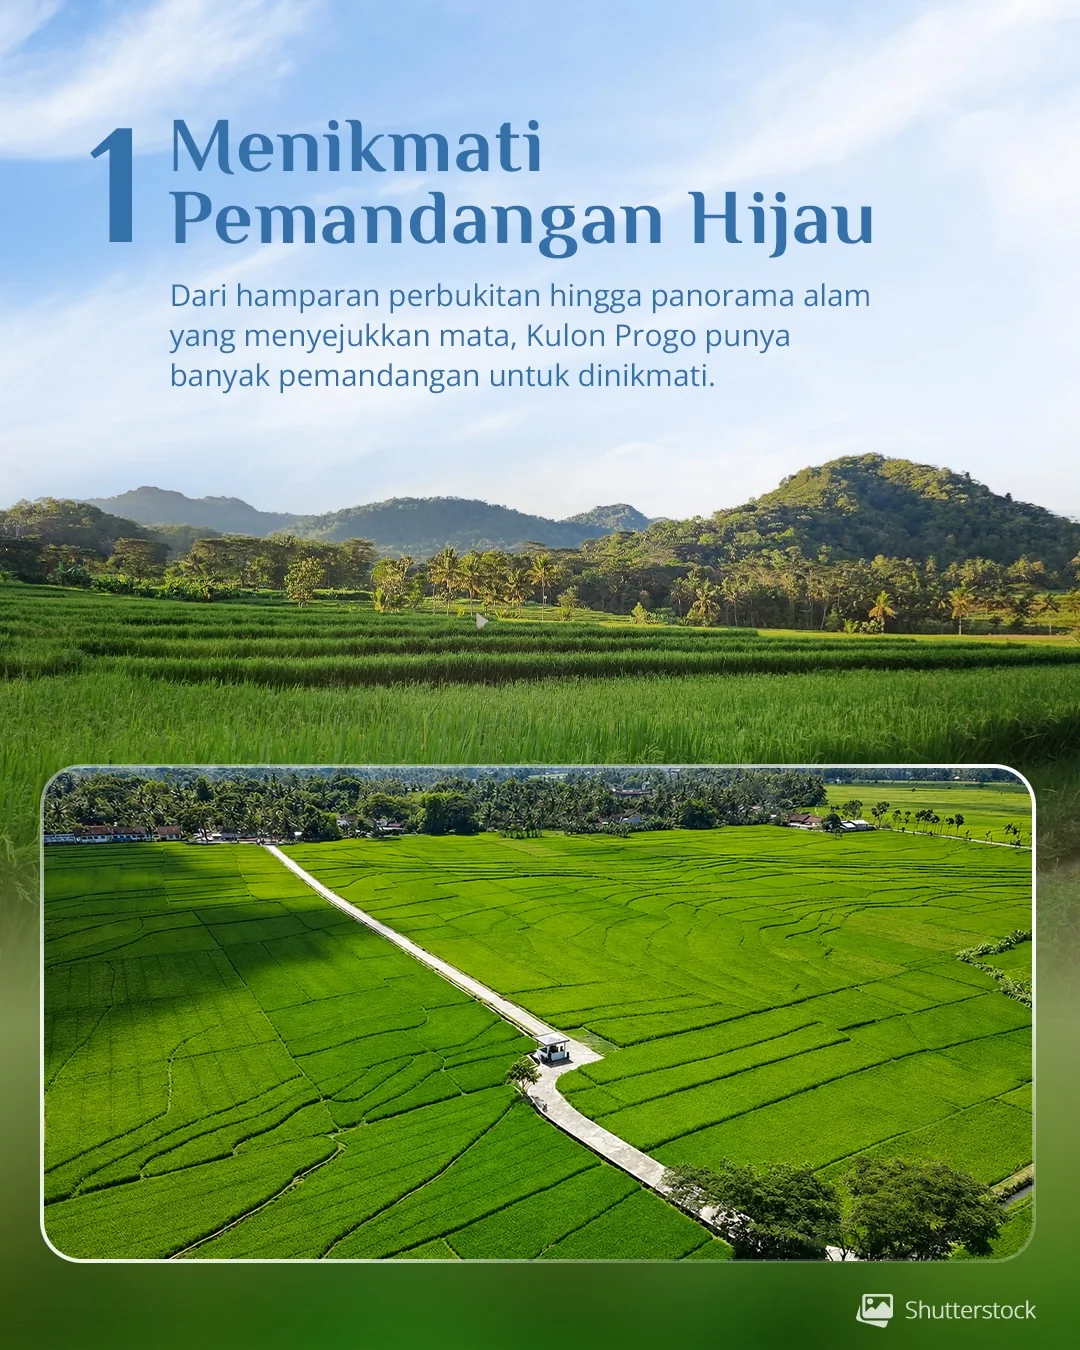 1
Menikmati
Pemandangan Hijau
Dari hamparan perbukitan hingga panorama alam
yang menyejukkan mata, Kulon Progo punya
banyak pemandangan untuk dinikmati.
Shutterstock